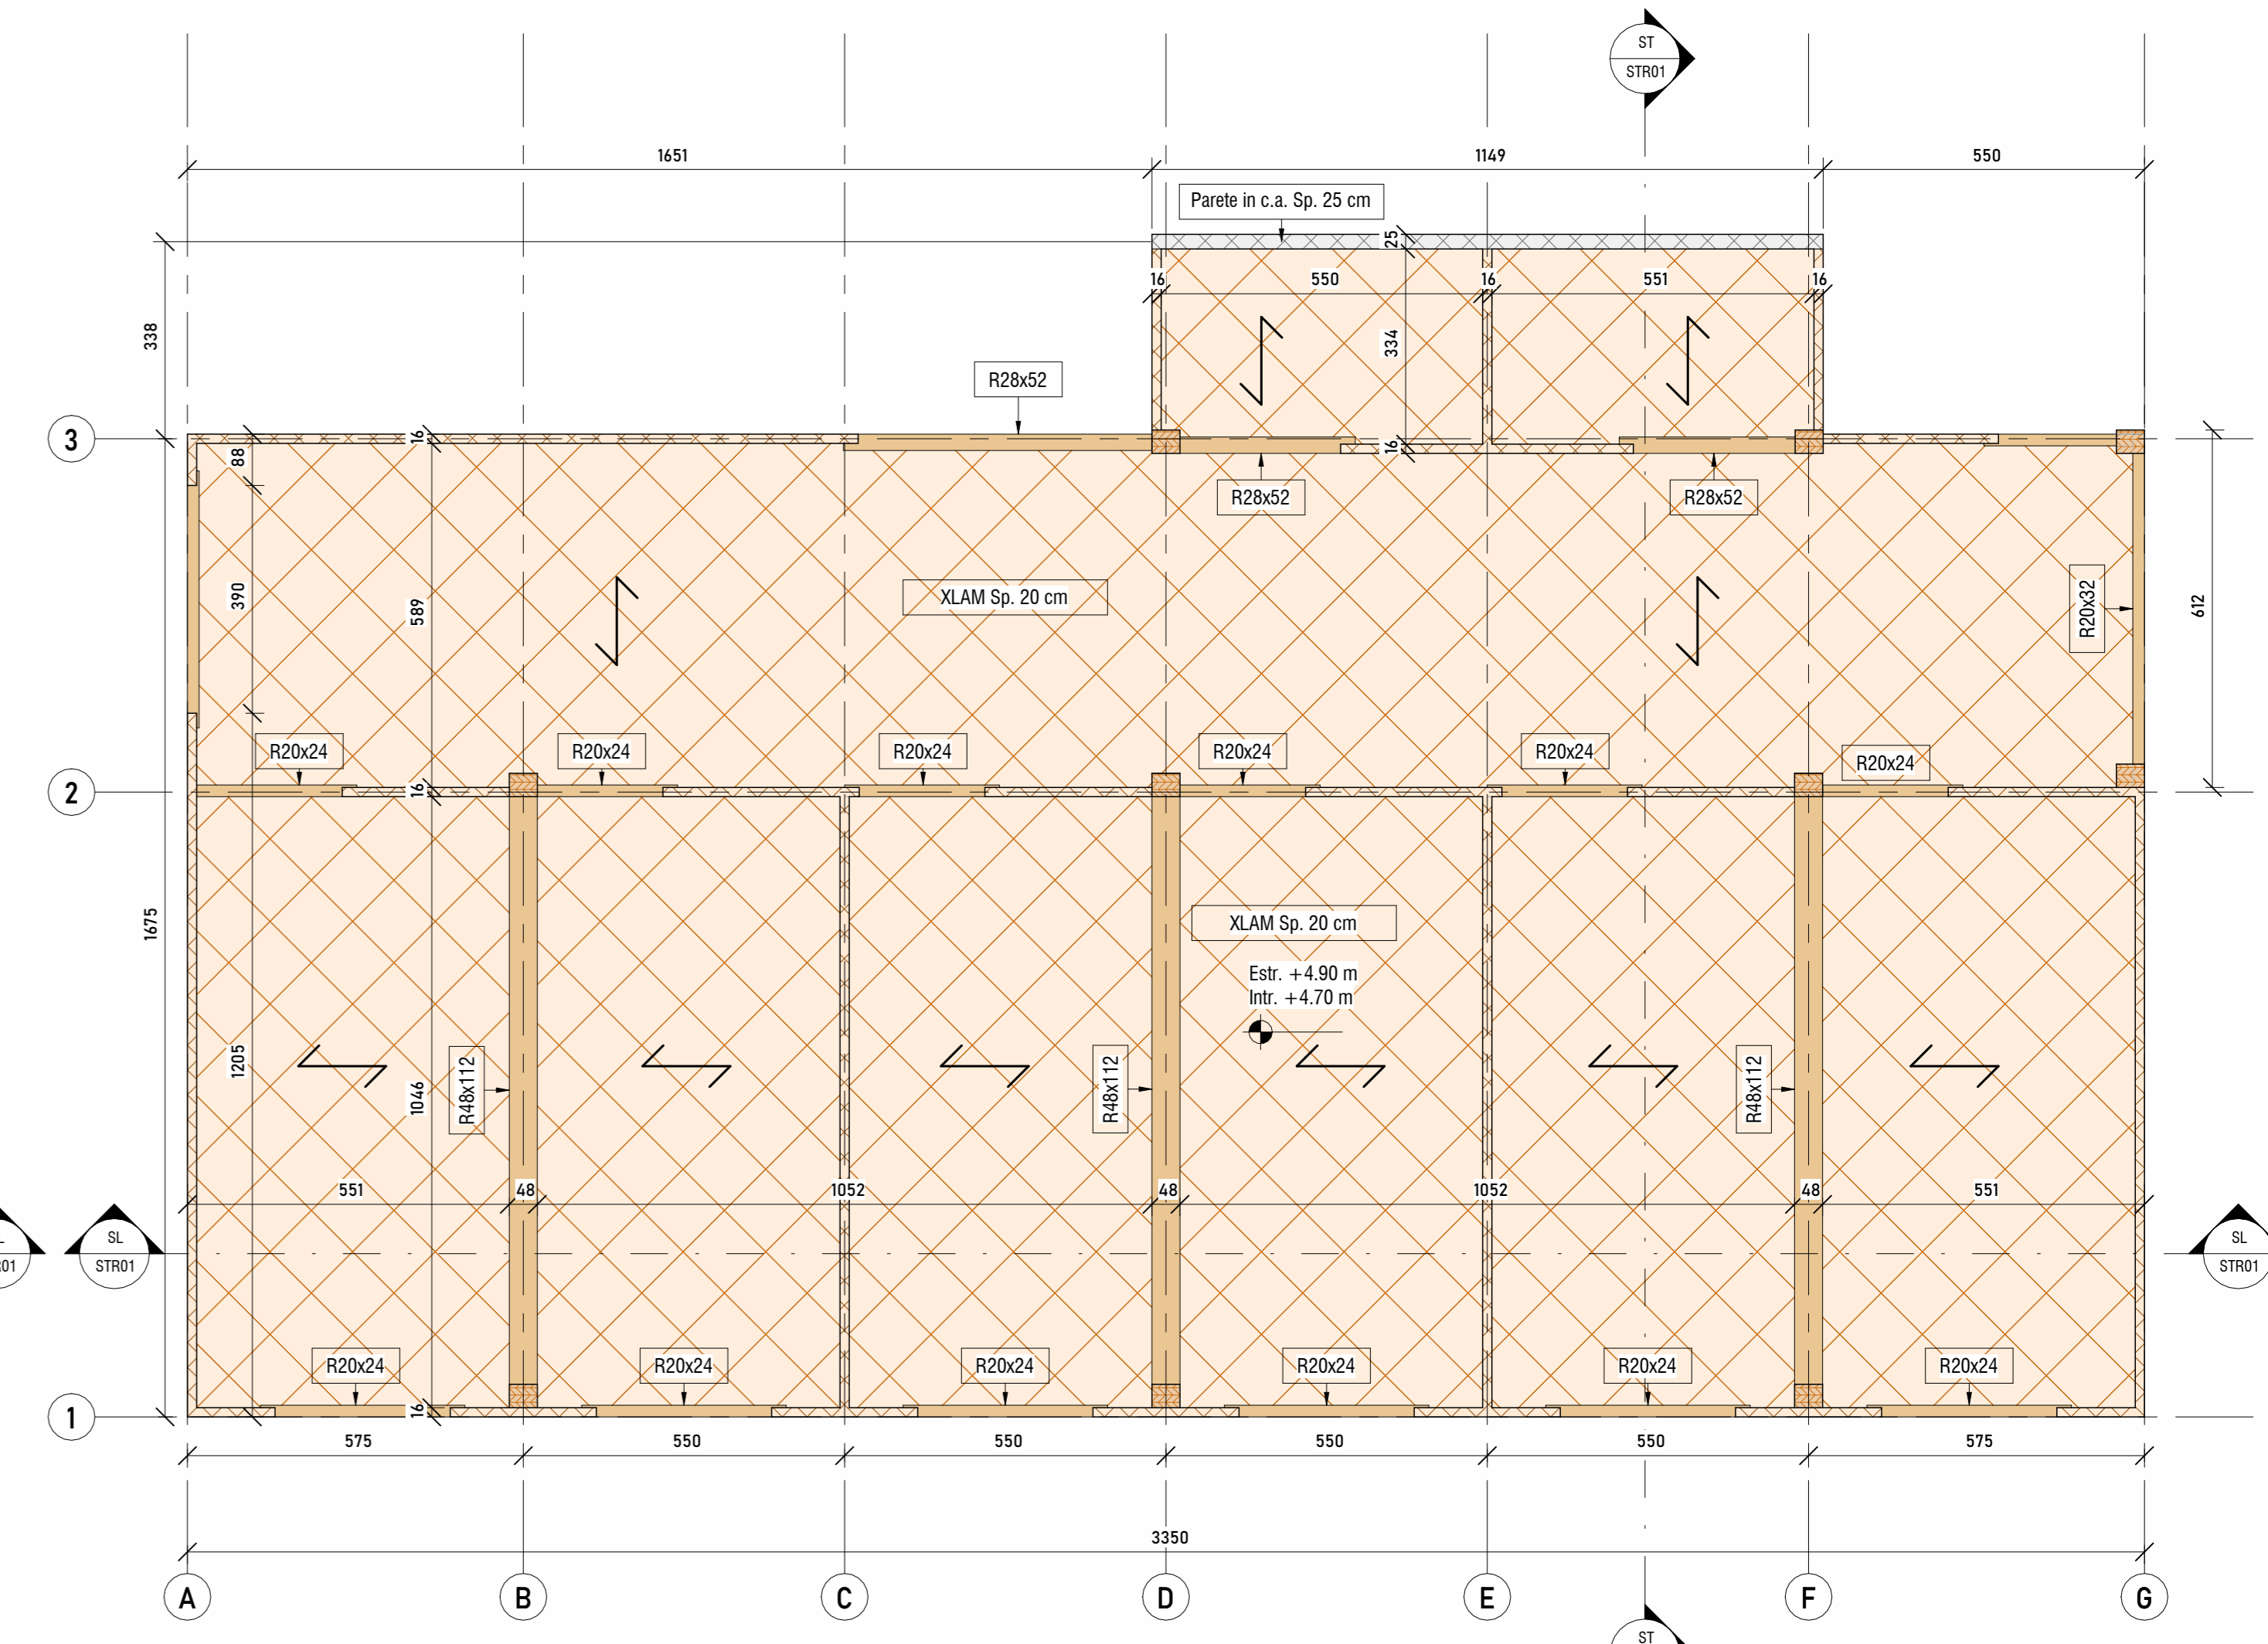 ST
STR01
1651
1149
550
Parete in c.a. Sp. 25 cm
25
16
550
16
551
16
338
334
R28x52
3
16
88
16
R28x52
R28x52
390
589
XLAM Sp. 20 cm
R20x32
612
R20x24
R20x24
R20x24
R20x24
R20x24
R20x24
2
16
1675
XLAM Sp. 20 cm
Estr. +4.90 m
Intr. +4.70 m
1205
1046
R48x112
R48x112
R48x112
551
48
1052
48
1052
48
551
SL
STR01
SL
STR01
R20x24
R20x24
R20x24
R20x24
R20x24
R20x24
1
16
575
550
550
550
550
575
3350
A
B
C
D
E
F
G
ST